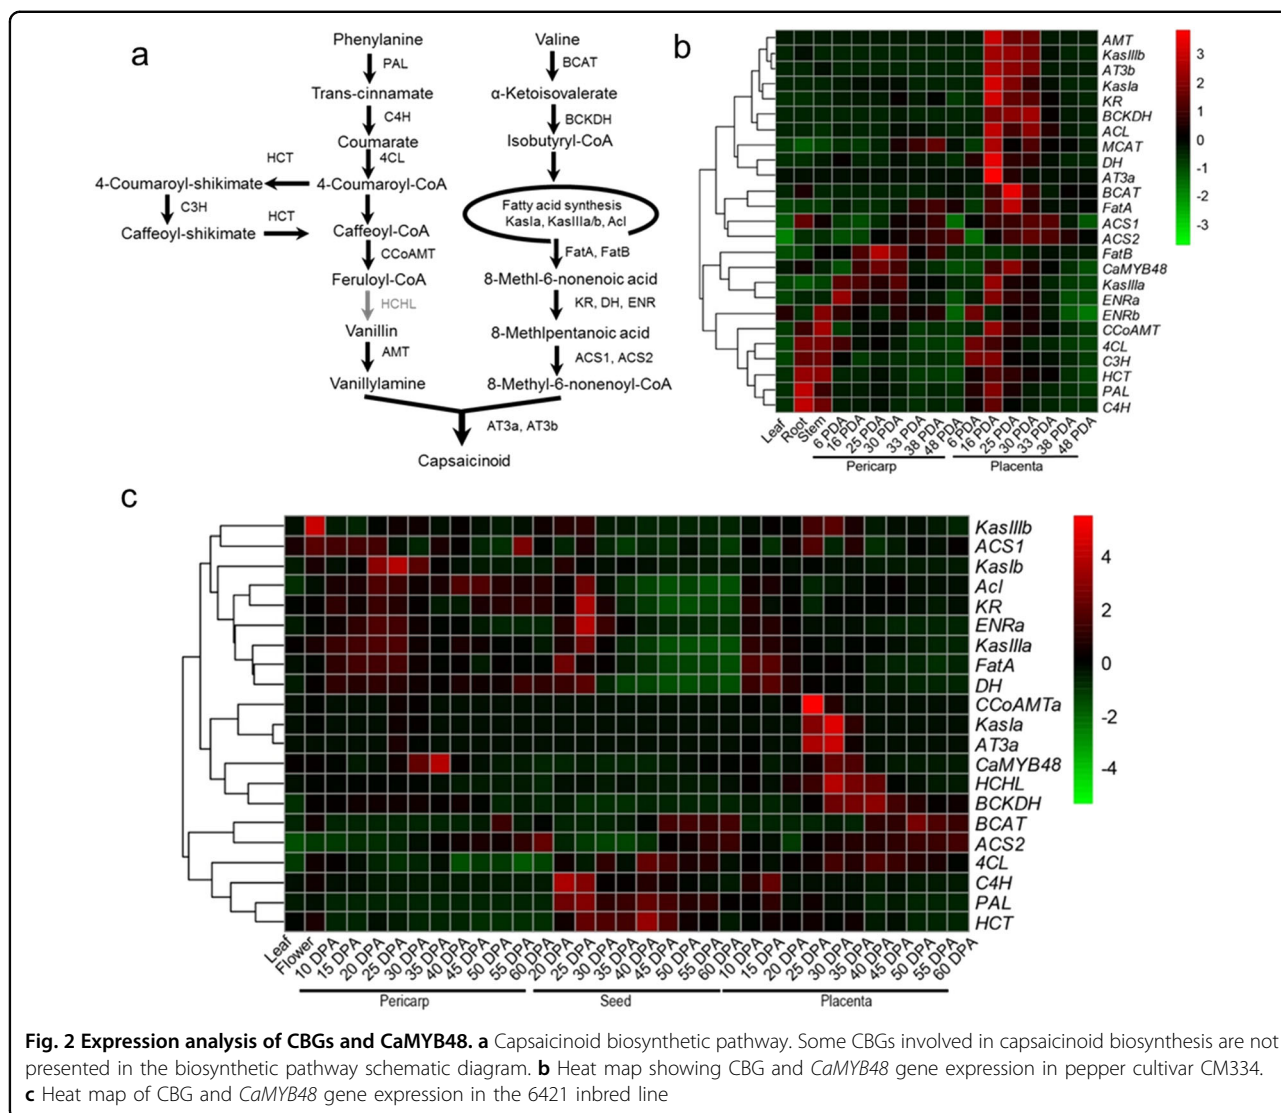 a
Phenylanine
PAL
Trans-cinnamate
C4H
Coumarate
HCT
4CL
4-Coumaroyl-shikimate
4-Coumaroyl-CoA
C3H
HCT
Caffeoyl-shikimate
Caffeoyl-CoA
CCoAMT
Feruloyl-CoA
HCHL
Vanillin
AMT
Vanillylamine
Valine
BCAT
α-Ketoisovalerate
BCKDH
Isobutyryl-CoA
Fatty acid synthesis
KasIa, KasIIIa/b, Acl
FatA, FatB
8-Methl-6-nonenoic acid
KR, DH, ENR
8-Methlpentanoic acid
ACS1, ACS2
8-Methyl-6-nonenoyl-CoA
AT3a, AT3b
Capsaicinoid
b
AMT
KasIIIb
AT3b
KasIa
KR
BCKDH
ACL
MCAT
DH
AT3a
BCAT
FatA
ACS1
ACS2
FatB
CaMYB48
KasIIIa
ENRa
ENRb
CCoAMT
4CL
C3H
HCT
PAL
C4H
3
2
1
0
-1
-2
-3
Leaf
Root
Stem
6 PDA
16 PDA
25 PDA
30 PDA
33 PDA
38 PDA
48 PDA
6 PDA
16 PDA
25 PDA
30 PDA
33 PDA
38 PDA
48 PDA
Pericarp
Placenta
c
KasIIIb
ACS1
KasIb
Acl
KR
ENRa
KasIIIa
FatA
DH
CCoAMTa
KasIa
AT3a
CaMYB48
HCHL
BCKDH
BCAT
ACS2
4CL
C4H
PAL
HCT
4
2
0
-2
-4
Leaf
Flower
10 DPA
15 DPA
20 DPA
25 DPA
30 DPA
35 DPA
40 DPA
45 DPA
50 DPA
55 DPA
60 DPA
20 DPA
25 DPA
30 DPA
35 DPA
40 DPA
45 DPA
50 DPA
55 DPA
60 DPA
10 DPA
15 DPA
20 DPA
25 DPA
30 DPA
35 DPA
40 DPA
45 DPA
50 DPA
55 DPA
60 DPA
Pericarp
Seed
Placenta
Fig. 2 Expression analysis of CBGs and CaMYB48. a Capsaicinoid biosynthetic pathway. Some CBGs involved in capsaicinoid biosynthesis are not
presented in the biosynthetic pathway schematic diagram. b Heat map showing CBG and CaMYB48 gene expression in pepper cultivar CM334.
c Heat map of CBG and CaMYB48 gene expression in the 6421 inbred line